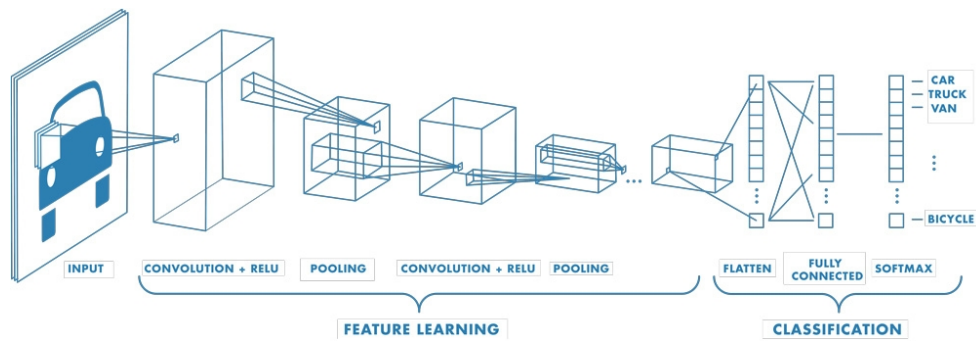 CAR
TRUCK
VAN
BICYCLE
INPUT
CONVOLUTION + RELU
POOLING
CONVOLUTION + RELU
POOLING
FLATTEN
FULLY
CONNECTED
SOFTMAX
FEATURE LEARNING
CLASSIFICATION